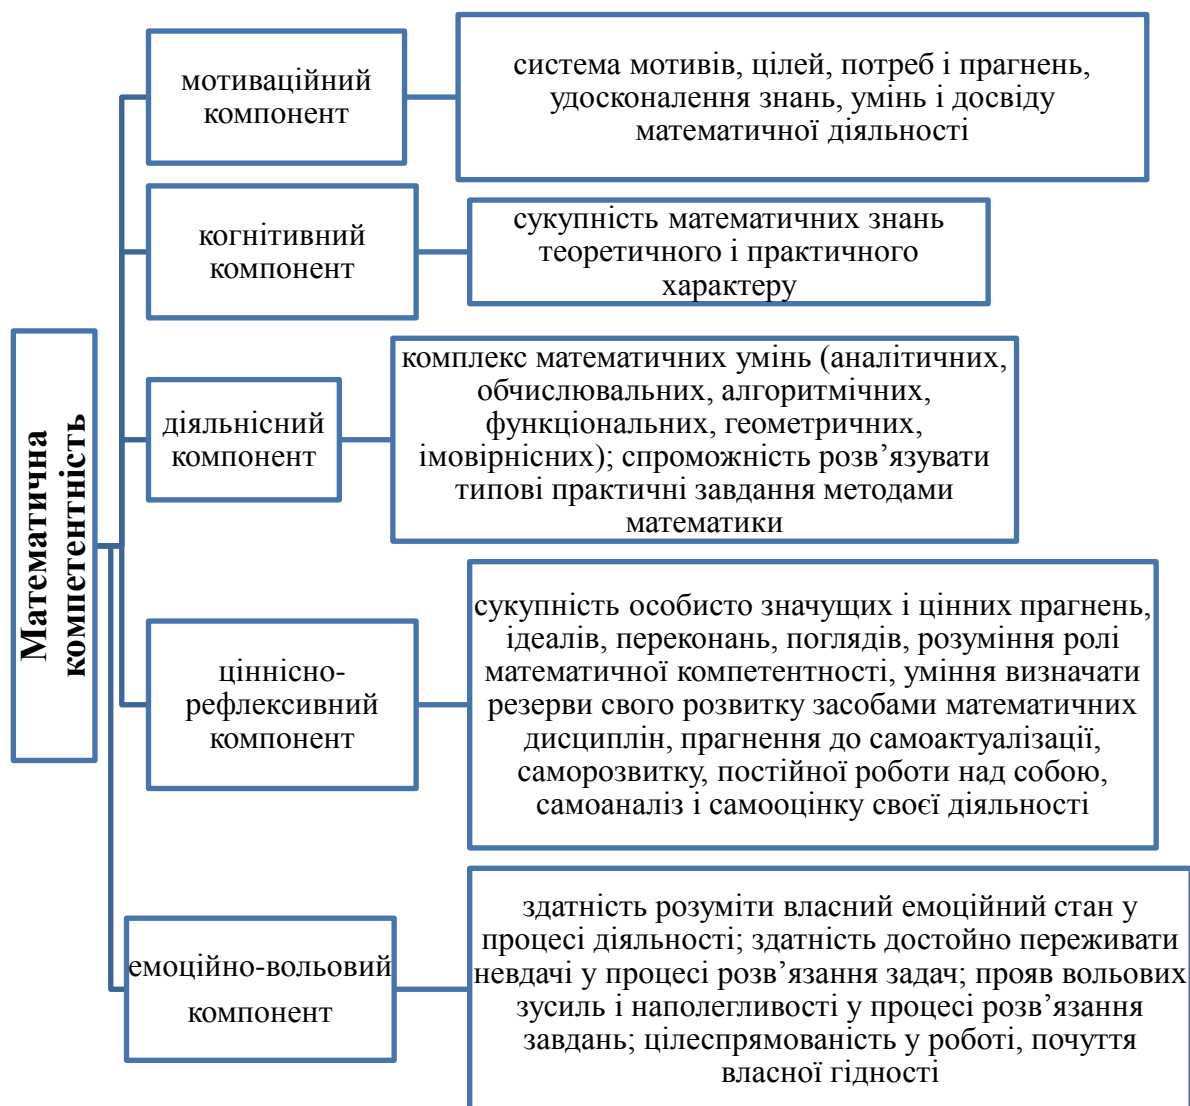 Математична
компетентність
мотиваційний
компонент
система мотивів, цілей, потреб і прагнень,
удосконалення знань, умінь і досвіду
математичної діяльності
когнітивний
компонент
сукупність математичних знань
теоретичного і практичного
характеру
діяльнісний
компонент
комплекс математичних умінь (аналітичних,
обчислювальних, алгоритмічних,
функціональних, геометричних,
імовірнісних); спроможність розв’язувати
типові практичні завдання методами
математики
ціннісно-
рефлексивний
компонент
сукупність особисто значущих і цінних прагнень,
ідеалів, переконань, поглядів, розуміння ролі
математичної компетентності, уміння визначати
резерви свого розвитку засобами математичних
дисциплін, прагнення до самоактуалізації,
саморозвитку, постійної роботи над собою,
самоаналіз і самооцінку своєї діяльності
емоційно-вольовий
компонент
здатність розуміти власний емоційний стан у
процесі діяльності; здатність достойно переживати
невдачі у процесі розв’язання задач; прояв вольових
зусиль і наполегливості у процесі розв’язання
завдань; цілеспрямованість у роботі, почуття
власної гідності